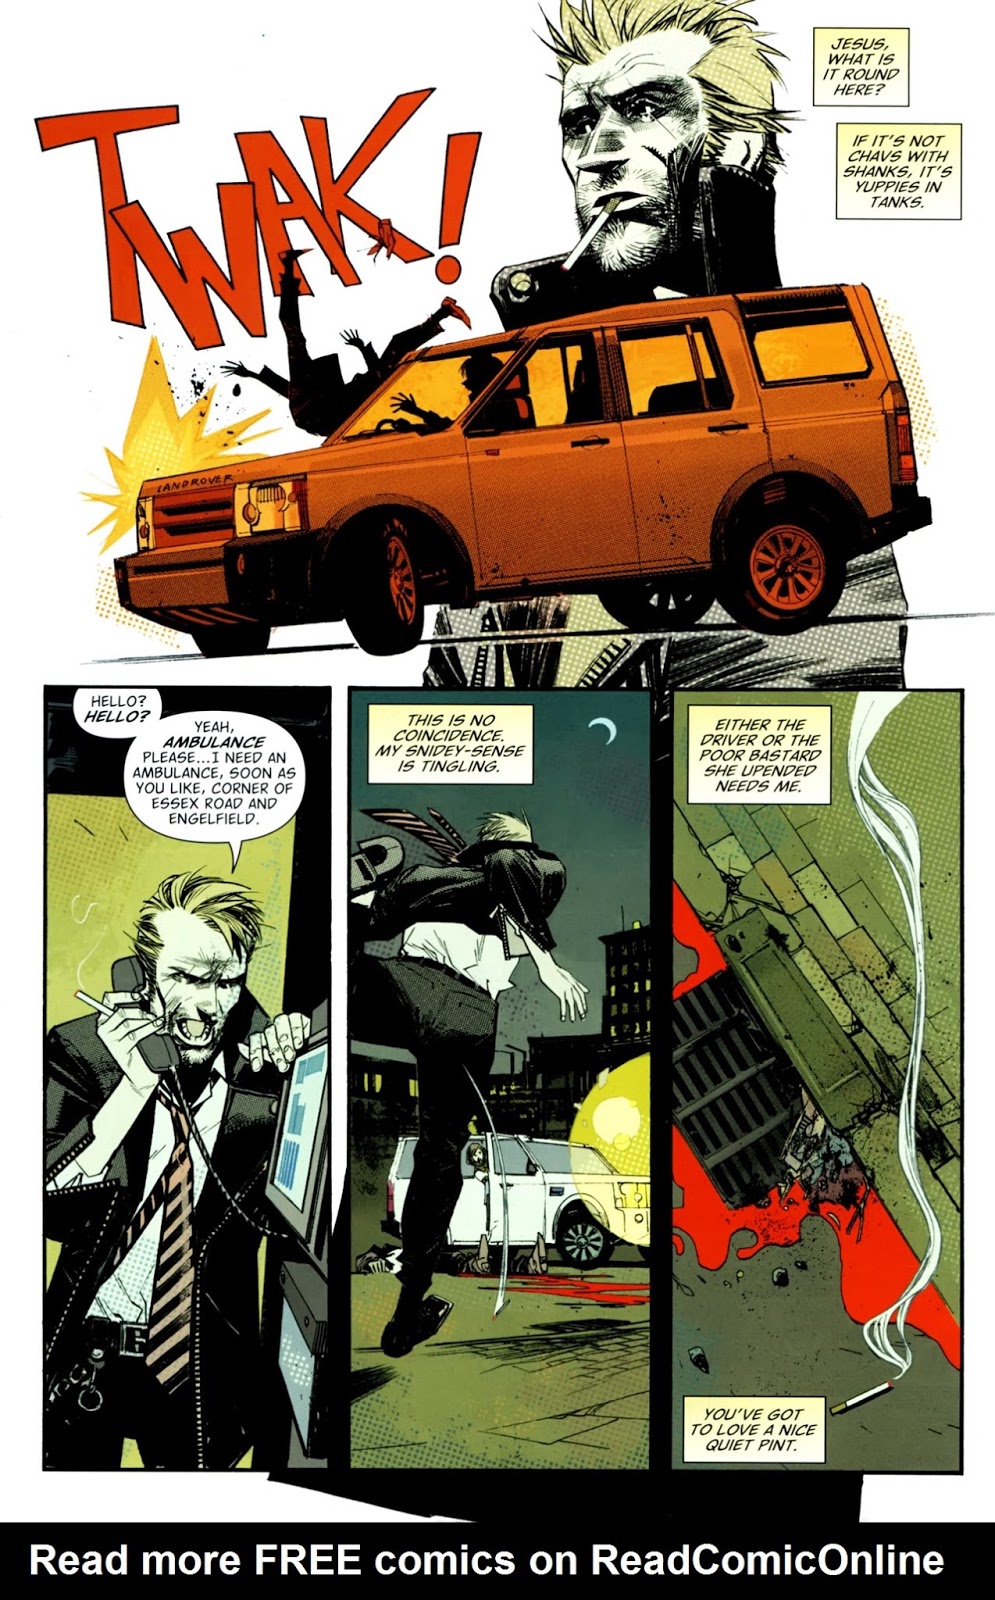 JESUS,
WHAT IS
IT ROUND
HERE?
IF IT'S NOT
CHAVS WITH
SHANKS, IT'S
YUPPIES IN
TANKS.
TWAK!
LANDROVER
HELLO?
HELLO?
YEAH,
AMBULANCE
PLEASE...I NEED AN
AMBULANCE, SOON AS
YOU LIKE, CORNER OF
ESSEX ROAD AND
ENGELFIELD.
THIS IS NO
COINCIDENCE.
MY SNIDEY-SENSE
IS TINGLING.
EITHER THE
DRIVER OR THE
POOR BASTARD
SHE UPENDED
NEEDS ME.
YOU'VE GOT
TO LOVE A NICE
QUIET PINT.
Read more FREE comics on ReadComicOnline